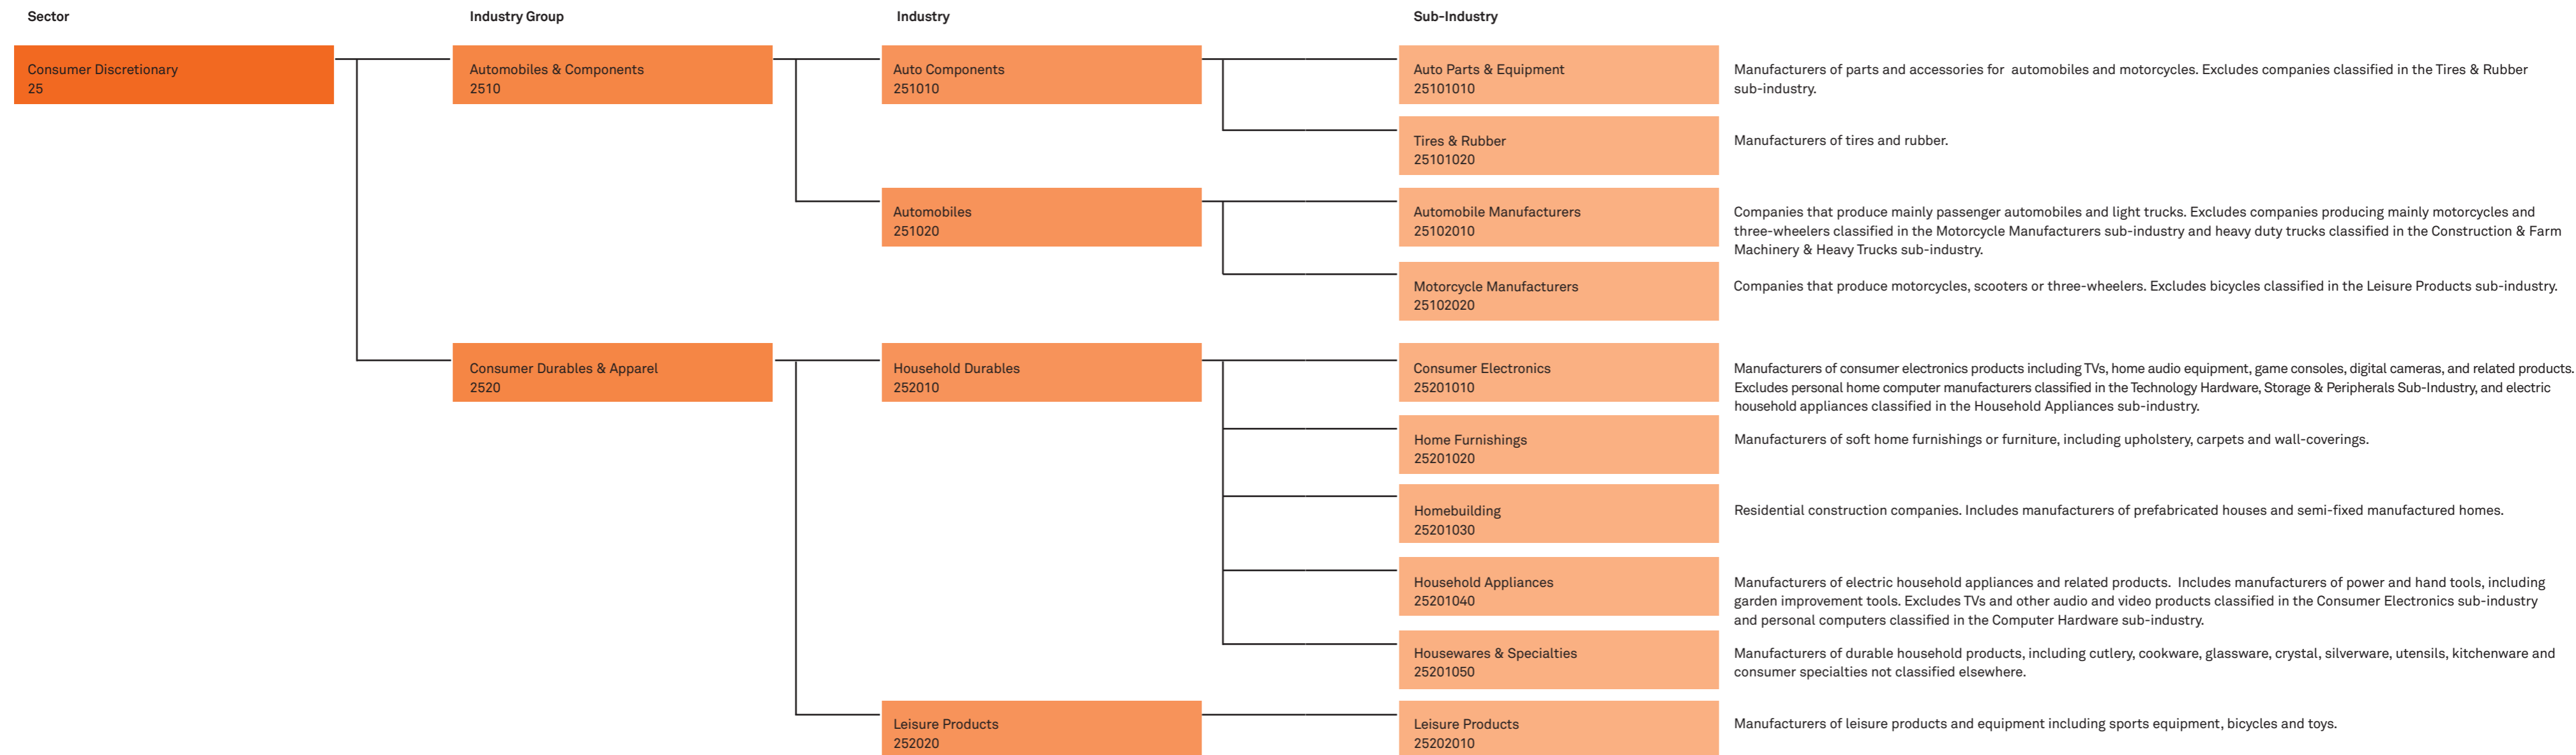 Sector Industry Group Industry Sub-Industry
Consumer Discretionary
25
Automobiles & Components
2510
Auto Components
251010
Auto Parts & Equipment
25101010
Manufacturers of parts and accessories for automobiles and motorcycles. Excludes companies classified in the Tires & Rubber
sub-industry.
Tires & Rubber
25101020
Manufacturers of tires and rubber.
Automobiles
251020
Automobile Manufacturers
25102010
Companies that produce mainly passenger automobiles and light trucks. Excludes companies producing mainly motorcycles and
three-wheelers classified in the Motorcycle Manufacturers sub-industry and heavy duty trucks classified in the Construction & Farm
Machinery & Heavy Trucks sub-industry.
Motorcycle Manufacturers
25102020
Companies that produce motorcycles, scooters or three-wheelers. Excludes bicycles classified in the Leisure Products sub-industry.
Consumer Durables & Apparel
2520
Household Durables
252010
Consumer Electronics
25201010
Manufacturers of consumer electronics products including TVs, home audio equipment, game consoles, digital cameras, and related products.
Excludes personal home computer manufacturers classified in the Technology Hardware, Storage & Peripherals Sub-Industry, and electric
household appliances classified in the Household Appliances sub-industry.
Home Furnishings
25201020
Manufacturers of soft home furnishings or furniture, including upholstery, carpets and wall-coverings.
Homebuilding
25201030
Residential construction companies. Includes manufacturers of prefabricated houses and semi-fixed manufactured homes.
Household Appliances
25201040
Manufacturers of electric household appliances and related products. Includes manufacturers of power and hand tools, including
garden improvement tools. Excludes TVs and other audio and video products classified in the Consumer Electronics sub-industry
and personal computers classified in the Computer Hardware sub-industry.
Housewares & Specialties
25201050
Manufacturers of durable household products, including cutlery, cookware, glassware, crystal, silverware, utensils, kitchenware and
consumer specialties not classified elsewhere.
Leisure Products
252020
Leisure Products
25202010
Manufacturers of leisure products and equipment including sports equipment, bicycles and toys.